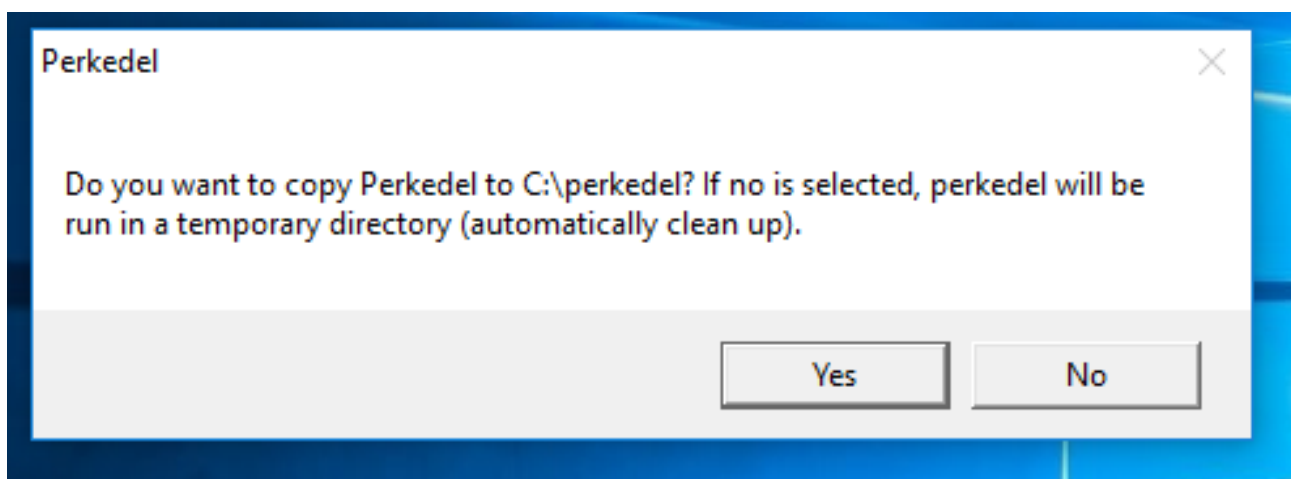 Perkedel
Do you want to copy Perkedel to C:\perkedel? If no is selected, perkedel will be
run in a temporary directory (automatically clean up).
Yes No